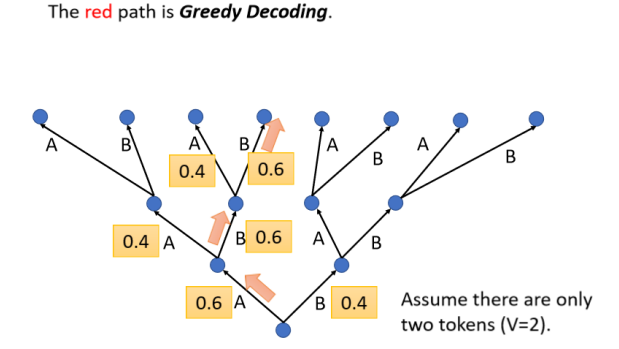 The red path is Greedy Decoding.
A B A B A B A B
0.4 0.6
0.4 A B 0.6 A B
0.6 A B 0.4
Assume there are only
two tokens (V=2).